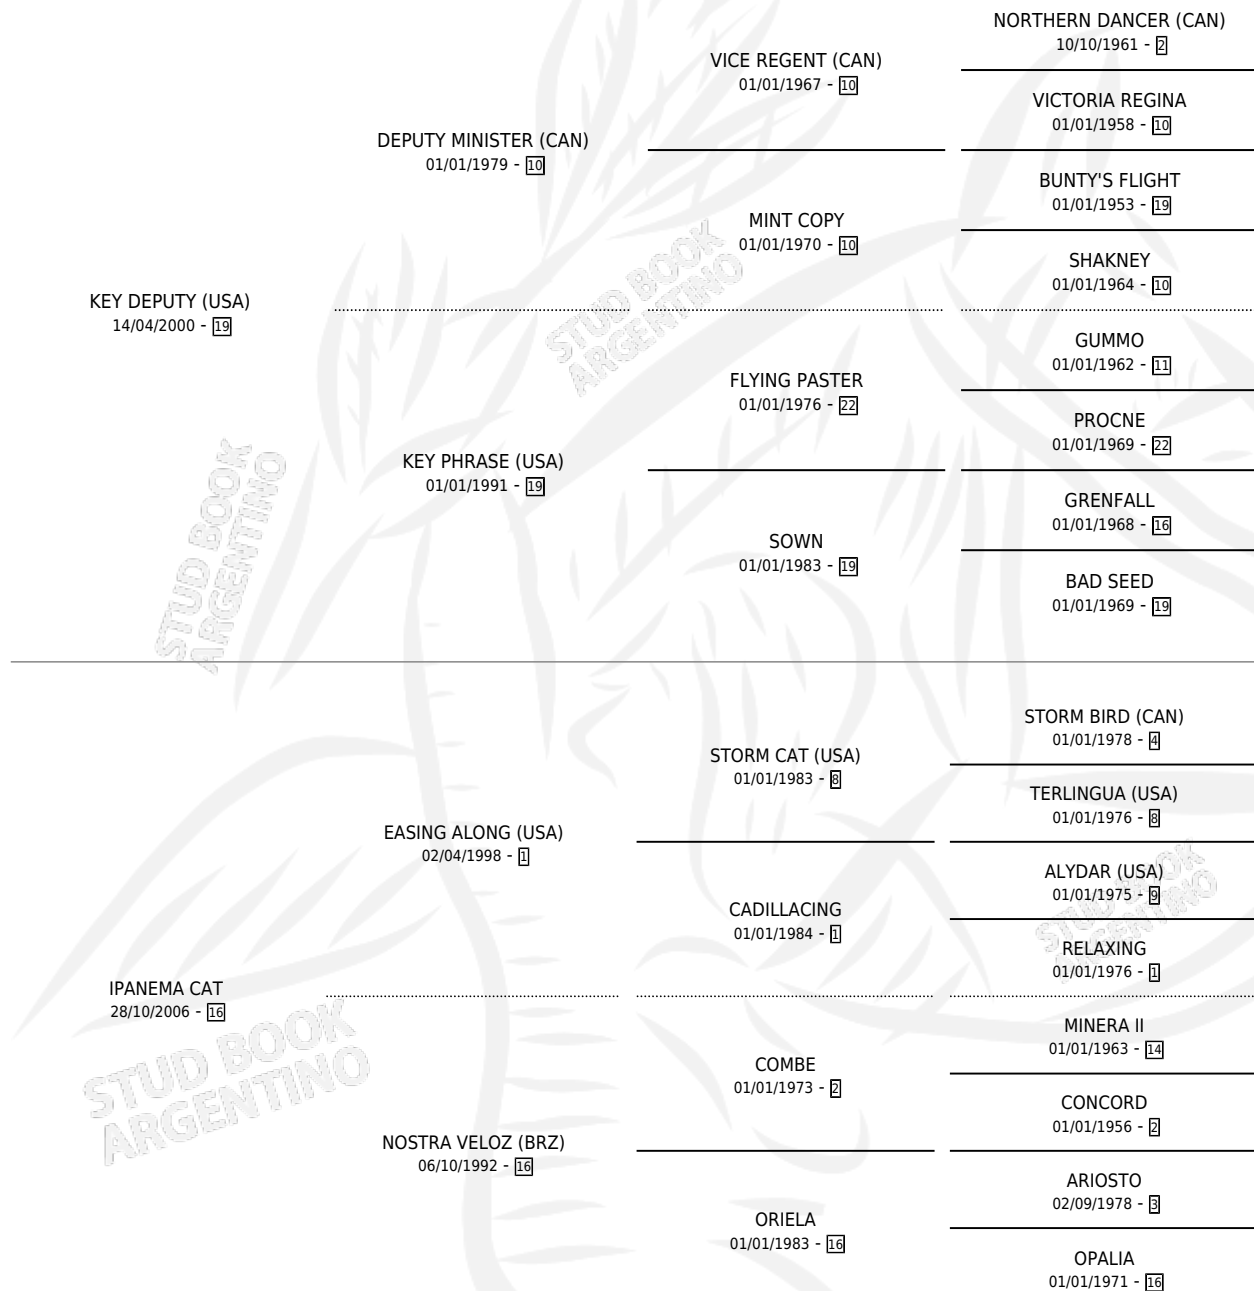 NORTHERN DANCER (CAN)
10/10/1961 - 2
VICE REGENT (CAN)
01/01/1967 - 10
VICTORIA REGINA
01/01/1958 - 10
DEPUTY MINISTER (CAN)
01/01/1979 - 10
BUNTY'S FLIGHT
01/01/1953 - 19
MINT COPY
01/01/1970 - 10
SHAKNEY
01/01/1964 - 10
KEY DEPUTY (USA)
14/04/2000 - 19
GUMMO
01/01/1962 - 11
FLYING PASTER
01/01/1976 - 22
PROCNE
01/01/1969 - 22
KEY PHRASE (USA)
01/01/1991 - 19
GRENFALL
01/01/1968 - 16
SOWN
01/01/1983 - 19
BAD SEED
01/01/1969 - 19
STUD BOOK
ARGENTINO
STUD BOOK
ARGENTINO
STORM BIRD (CAN)
01/01/1978 - 4
STORM CAT (USA)
01/01/1983 - 8
TERLINGUA (USA)
01/01/1976 - 8
EASING ALONG (USA)
02/04/1998 - 1
ALYDAR (USA)
01/01/1975 - 9
CADILLACING
01/01/1984 - 1
RELAXING
01/01/1976 - 1
IPANEMA CAT
28/10/2006 - 16
MINERA II
01/01/1963 - 14
COMBE
01/01/1973 - 2
CONCORD
01/01/1956 - 2
NOSTRA VELOZ (BRZ)
06/10/1992 - 16
ARIOSTO
02/09/1978 - 3
ORIELA
01/01/1983 - 16
OPALIA
01/01/1971 - 16
STUD BOOK
ARGENTINO
STUD BOOK
ARGENTINO